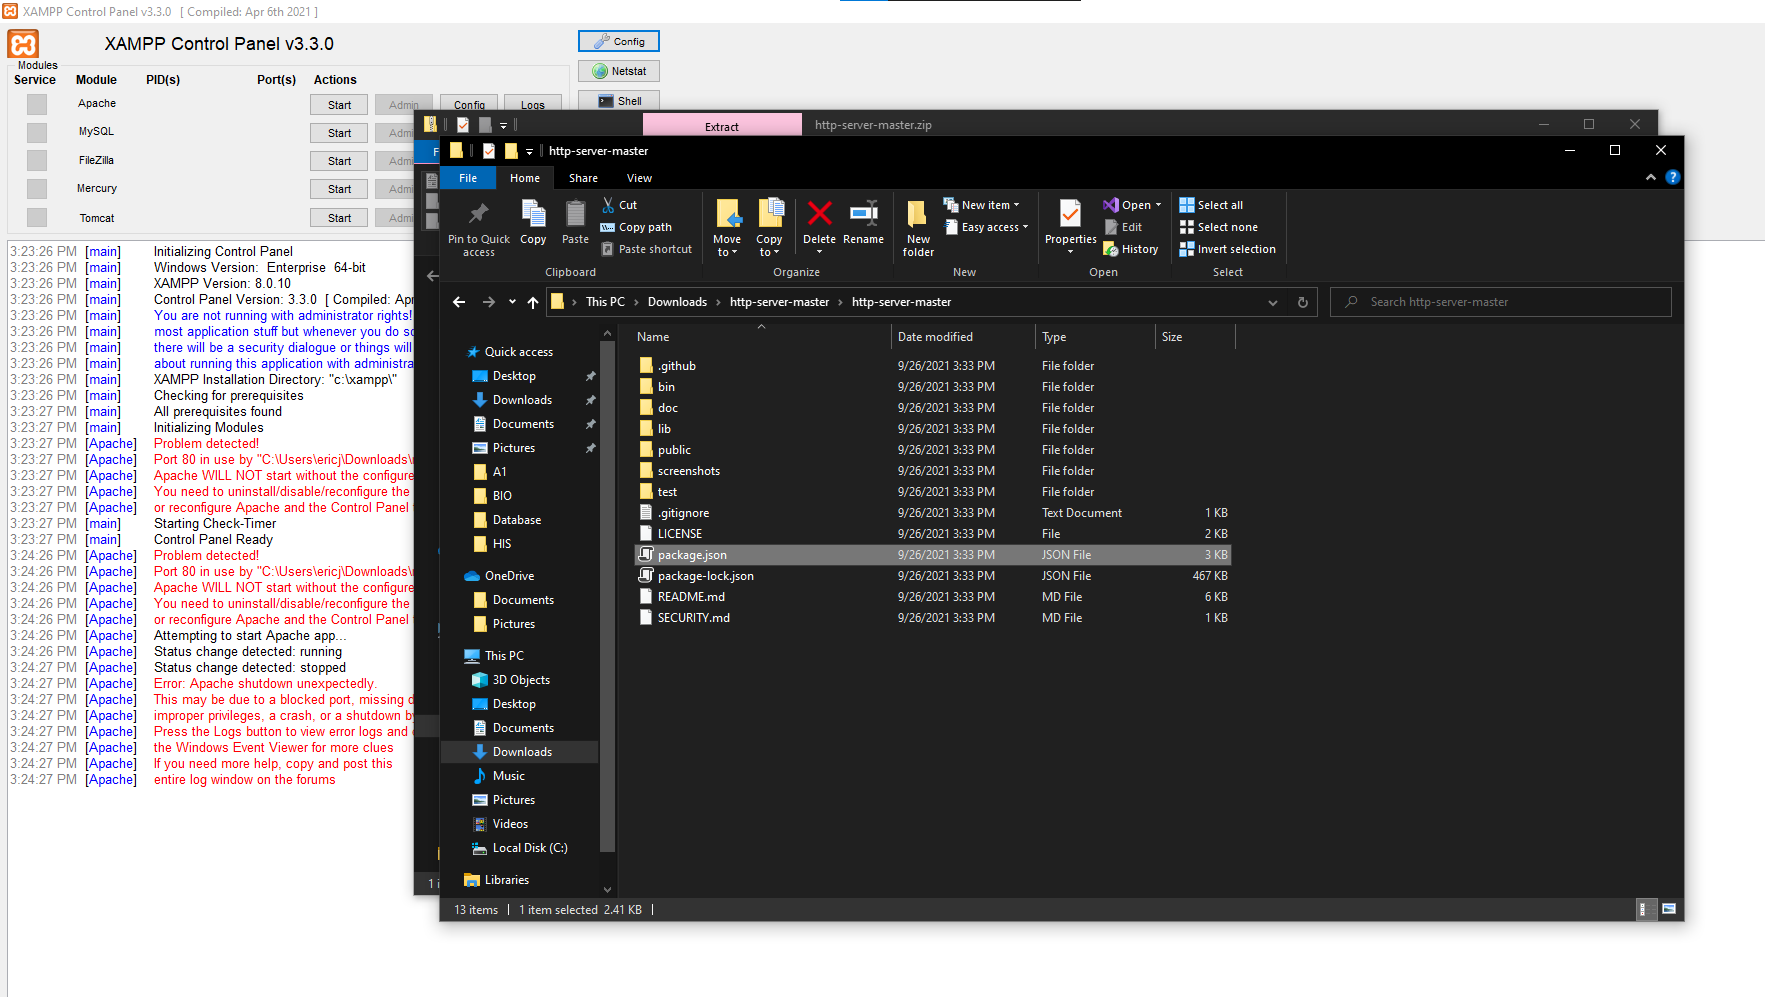 XAMPP Control Panel v3.3.0 [ Compiled: Apr 6th 2021 ]
XAMPP Control Panel v3.3.0
Config
Netstat
Shell
Modules
Service Module PID(s) Port(s) Actions
Apache Start Admin Config Logs
MySQL Start
FileZilla Start
Mercury Start
Tomcat Start
3:23:26 PM [main] Initializing Control Panel
3:23:26 PM [main] Windows Version: Enterprise 64-bit
3:23:26 PM [main] XAMPP Version: 8.0.10
3:23:26 PM [main] Control Panel Version: 3.3.0 [ Compiled: Apr
3:23:26 PM [main] You are not running with administrator rights!
3:23:26 PM [main] most application stuff but whenever you do
3:23:26 PM [main] there will be a security dialogue or things will
3:23:26 PM [main] about running this application with administra
3:23:26 PM [main] XAMPP Installation Directory: "c:\xampp\"
3:23:26 PM [main] Checking for prerequisites
3:23:27 PM [main] All prerequisites found
3:23:27 PM [main] Initializing Modules
3:23:27 PM [Apache] Problem detected!
3:23:27 PM [Apache] Port 80 in use by "C:\Users\ericj\Downloads\
3:23:27 PM [Apache] Apache WILL NOT start without the configure
3:23:27 PM [Apache] You need to uninstall/disable/reconfigure the
3:23:27 PM [Apache] or reconfigure Apache and the Control Panel
3:23:27 PM [main] Starting Check-Timer
3:23:27 PM [main] Control Panel Ready
3:24:26 PM [Apache] Problem detected!
3:24:26 PM [Apache] Port 80 in use by "C:\Users\ericj\Downloads\
3:24:26 PM [Apache] Apache WILL NOT start without the configure
3:24:26 PM [Apache] You need to uninstall/disable/reconfigure the
3:24:26 PM [Apache] or reconfigure Apache and the Control Panel
3:24:26 PM [Apache] Attempting to start Apache app...
3:24:26 PM [Apache] Status change detected: running
3:24:27 PM [Apache] Status change detected: stopped
3:24:27 PM [Apache] Error: Apache shutdown unexpectedly.
3:24:27 PM [Apache] This may be due to a blocked port, missing d
3:24:27 PM [Apache] improper privileges, a crash, or a shutdown by
3:24:27 PM [Apache] Press the Logs button to view error logs and
3:24:27 PM [Apache] the Windows Event Viewer for more clues
3:24:27 PM [Apache] If you need more help, copy and post this
3:24:27 PM [Apache] entire log window on the forums
Extract http-server-master.zip
http-server-master
File Home Share View
Pin to Quick access
Copy
Paste
Cut
Copy path
Paste shortcut
Clipboard
Move to
Copy to
Delete
Rename
Organize
New folder
New item
Easy access
New
Properties
Open
Edit
History
Open
Select all
Select none
Invert selection
Select
This PC > Downloads > http-server-master > http-server-master
Search http-server-master
Quick access
Desktop
Downloads
Documents
Pictures
A1
BIO
Database
HIS
OneDrive
Documents
Pictures
This PC
3D Objects
Desktop
Documents
Downloads
Music
Pictures
Videos
Local Disk (C:)
Libraries
Name Date modified Type Size
.github 9/26/2021 3:33 PM File folder
bin 9/26/2021 3:33 PM File folder
doc 9/26/2021 3:33 PM File folder
lib 9/26/2021 3:33 PM File folder
public 9/26/2021 3:33 PM File folder
screenshots 9/26/2021 3:33 PM File folder
test 9/26/2021 3:33 PM File folder
.gitignore 9/26/2021 3:33 PM Text Document 1 KB
LICENSE 9/26/2021 3:33 PM File 2 KB
package.json 9/26/2021 3:33 PM JSON File 3 KB
package-lock.json 9/26/2021 3:33 PM JSON File 467 KB
README.md 9/26/2021 3:33 PM MD File 6 KB
SECURITY.md 9/26/2021 3:33 PM MD File 1 KB
13 items 1 item selected 2.41 KB